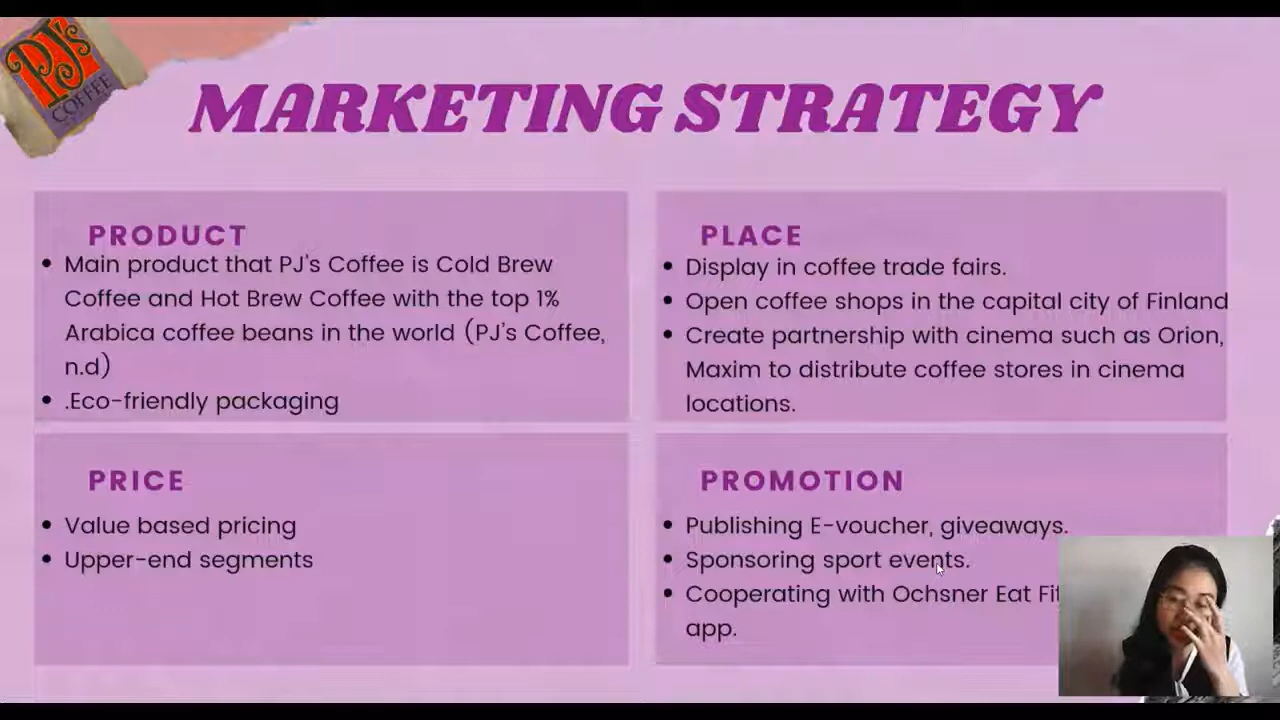 PJ's
COFFEE
MARKETING STRATEGY
PRODUCT
• Main product that PJ's Coffee is Cold Brew
Coffee and Hot Brew Coffee with the top 1%
Arabica coffee beans in the world (PJ's Coffee,
n.d)
• .Eco-friendly packaging
PLACE
• Display in coffee trade fairs.
• Open coffee shops in the capital city of Finland
• Create partnership with cinema such as Orion,
Maxim to distribute coffee stores in cinema
locations.
PRICE
• Value based pricing
• Upper-end segments
PROMOTION
• Publishing E-voucher, giveaways.
• Sponsoring sport events.
• Cooperating with Ochsner Eat
app.